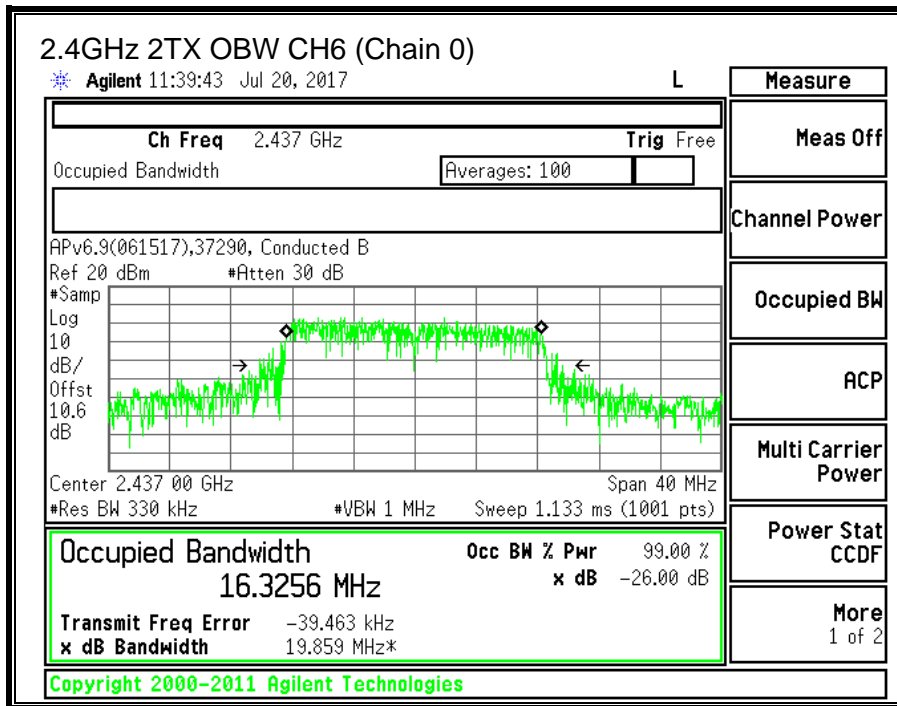 2.4GHz 2TX OBW CH6 (Chain 0)
Agilent 11:39:43 Jul 20, 2017 L
Measure
Ch Freq 2.437 GHz Trig Free
Meas Off
Occupied Bandwidth Averages: 100
Channel Power
APv6.9(061517),37290, Conducted B
Ref 20 dBm #Atten 30 dB
#Samp
Log
10
dB/
Offst
10.6
dB
Occupied BW
ACP
Multi Carrier
Power
Center 2.437 00 GHz Span 40 MHz
#Res BW 330 kHz #VBW 1 MHz Sweep 1.133 ms (1001 pts)
Power Stat
CCDF
Occupied Bandwidth Occ BW % Pwr 99.00 %
16.3256 MHz x dB -26.00 dB
Transmit Freq Error -39.463 kHz
x dB Bandwidth 19.859 MHz*
More
1 of 2
Copyright 2000-2011 Agilent Technologies